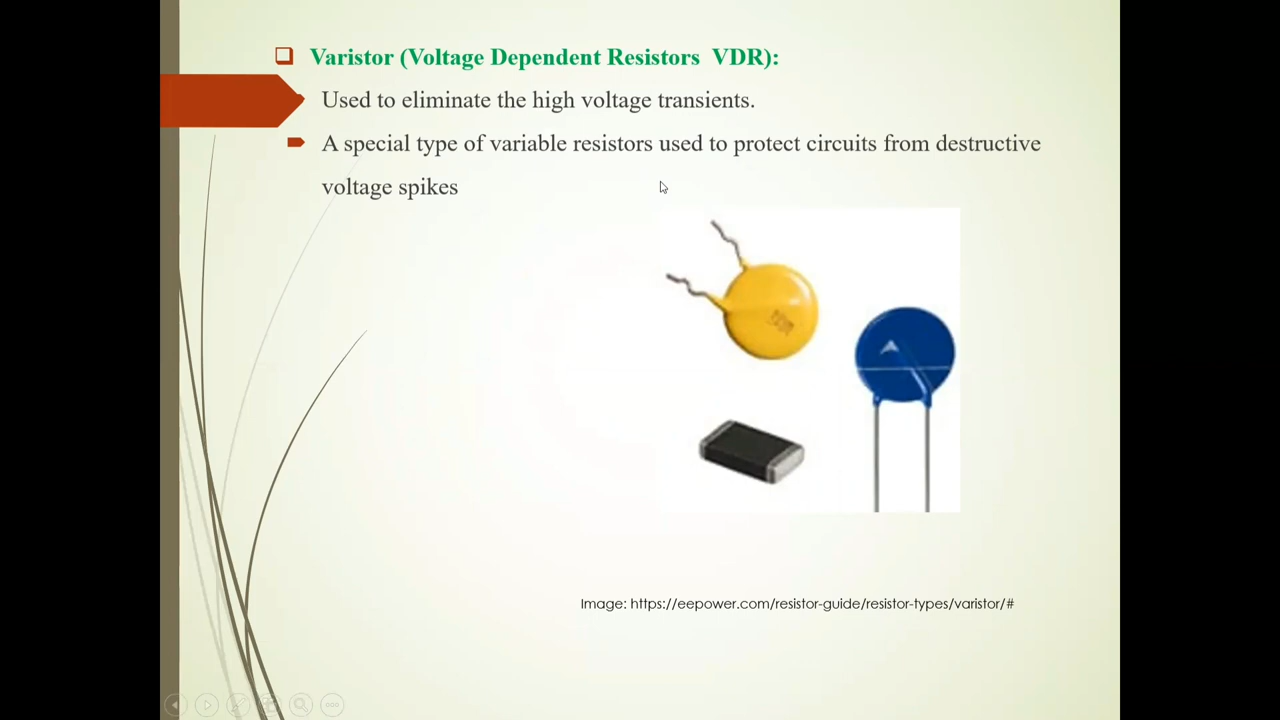 Varistor (Voltage Dependent Resistors VDR):
Used to eliminate the high voltage transients.
A special type of variable resistors used to protect circuits from destructive
voltage spikes
Image: https://eepower.com/resistor-guide/resistor-types/varistor/#